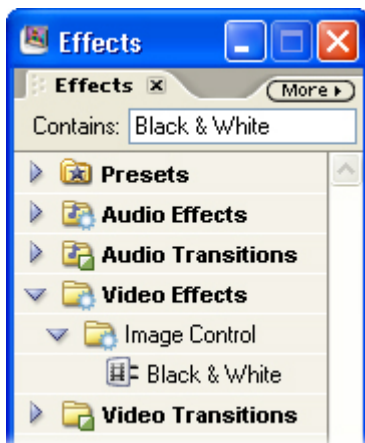 Effects
Effects
More
Contains: Black & White
Presets
Audio Effects
Audio Transitions
Video Effects
Image Control
Black & White
Video Transitions